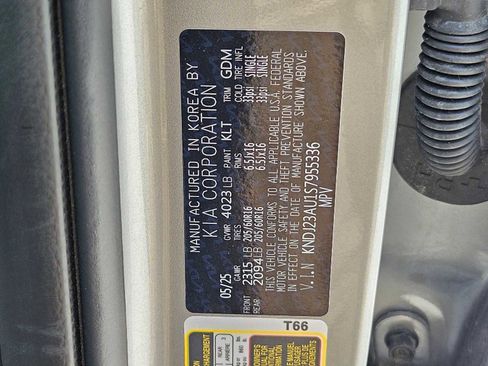 MANUFACTURED IN KOREA BY
KIA CORPORATION
05/25 GVWR 4023 LB PAINT KLT TRIM GDM
GAWR TIRES RIMS COLD TIRE INFL
FRONT 2315 LB 205/60R16 6.5Jx16 33psi SINGLE
REAR 2094 LB 205/60R16 6.5Jx16 33psi SINGLE
THIS VEHICLE CONFORMS TO ALL APPLICABLE U.S.A. FEDERAL
MOTOR VEHICLE SAFETY AND THEFT PREVENTION STANDARDS
IN EFFECT ON THE DATE OF MANUFACTURE SHOWN ABOVE.
V.I.N KNDJ23AU1S7955336
MPV
T66